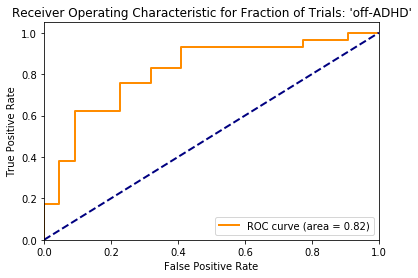 Receiver Operating Characteristic for Fraction of Trials: 'off-ADHD'
True Positive Rate
1.0
0.8
0.6
0.4
0.2
0.0
ROC curve (area = 0.82)
0.0 0.2 0.4 0.6 0.8 1.0
False Positive Rate